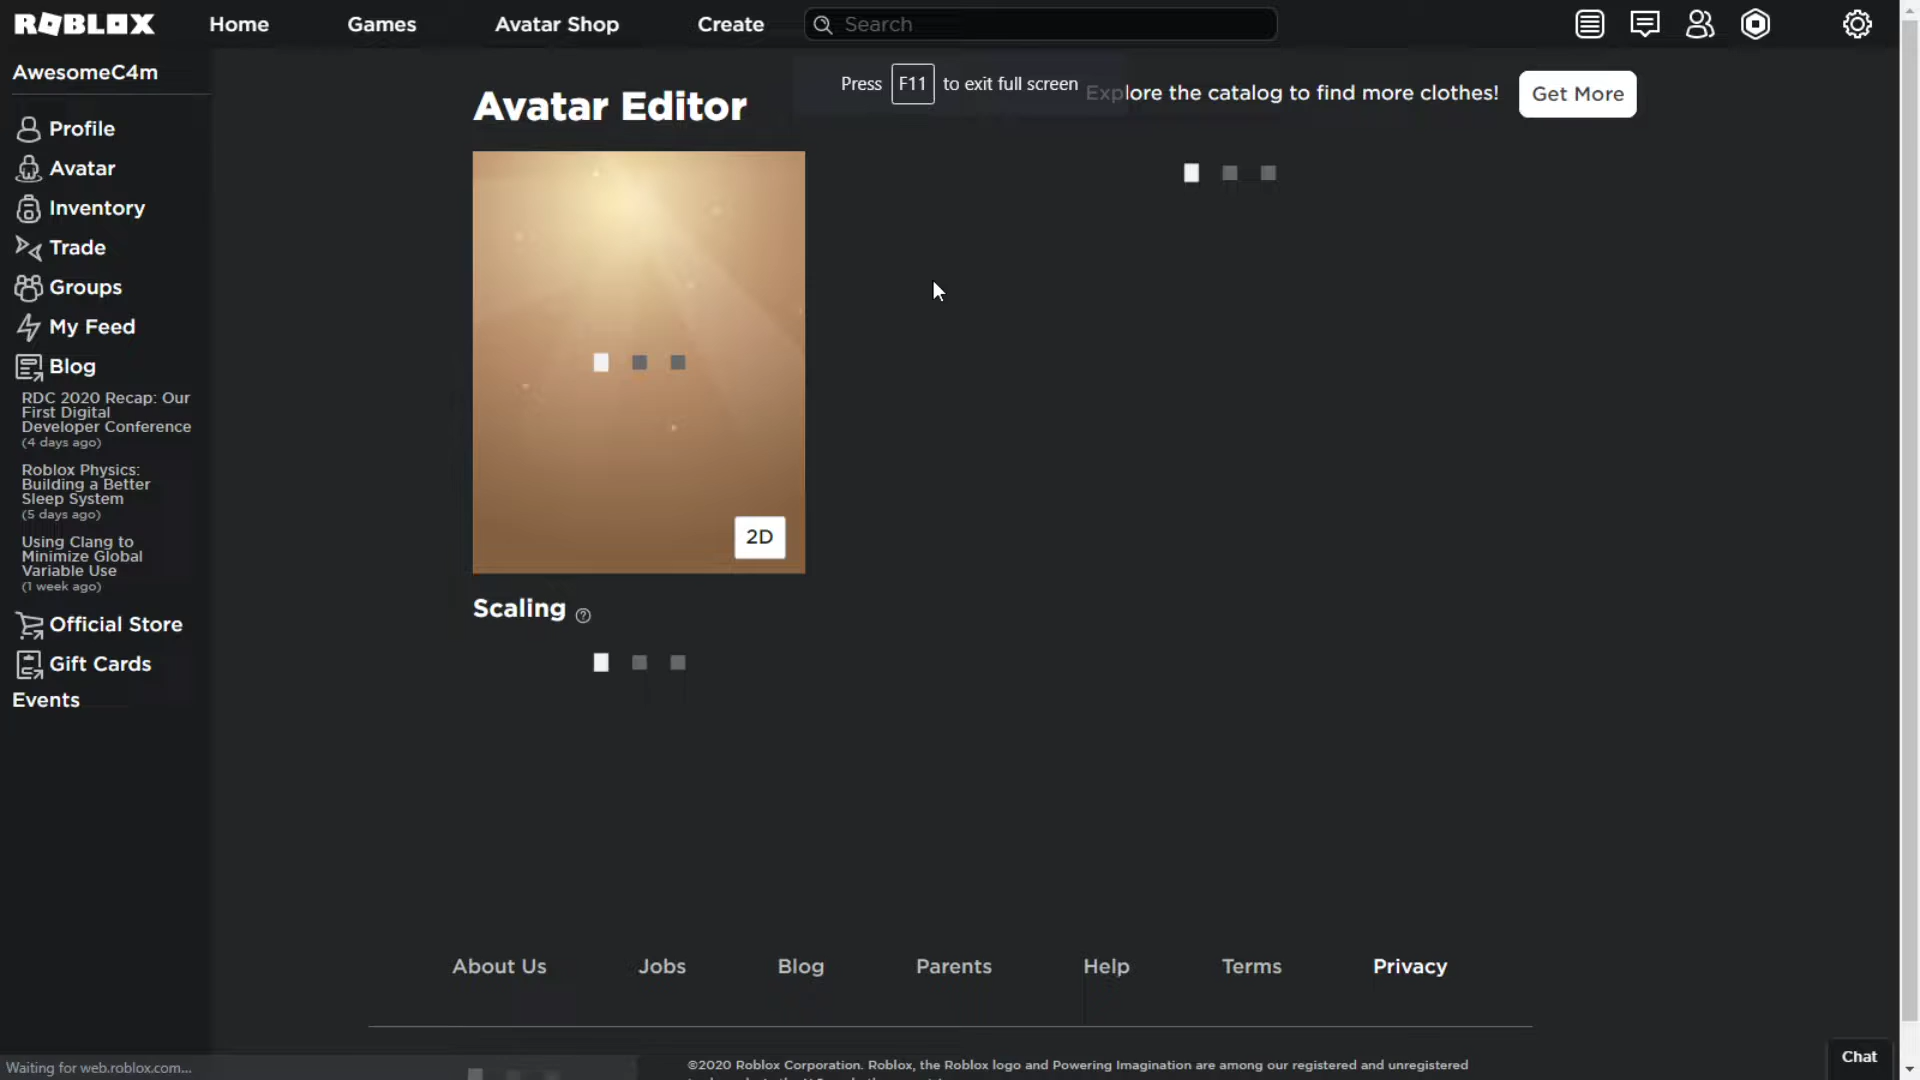 ROBLOX Home Games Avatar Shop Create Search
AwesomeC4m
Press F11 to exit full screen
Explore the catalog to find more clothes! Get More
Avatar Editor
Profile
Avatar
Inventory
Trade
Groups
My Feed
Blog
RDC 2020 Recap: Our
First Digital
Developer Conference
(4 days ago)
Roblox Physics:
Building a Better
Sleep System
(5 days ago)
Using Clang to
Minimize Global
Variable Use
(1 week ago)
Official Store
Gift Cards
Events
2D
Scaling ?
About Us Jobs Blog Parents Help Terms Privacy
©2020 Roblox Corporation. Roblox, the Roblox logo and Powering Imagination are among our registered and unregistered
Waiting for web.roblox.com...
Chat